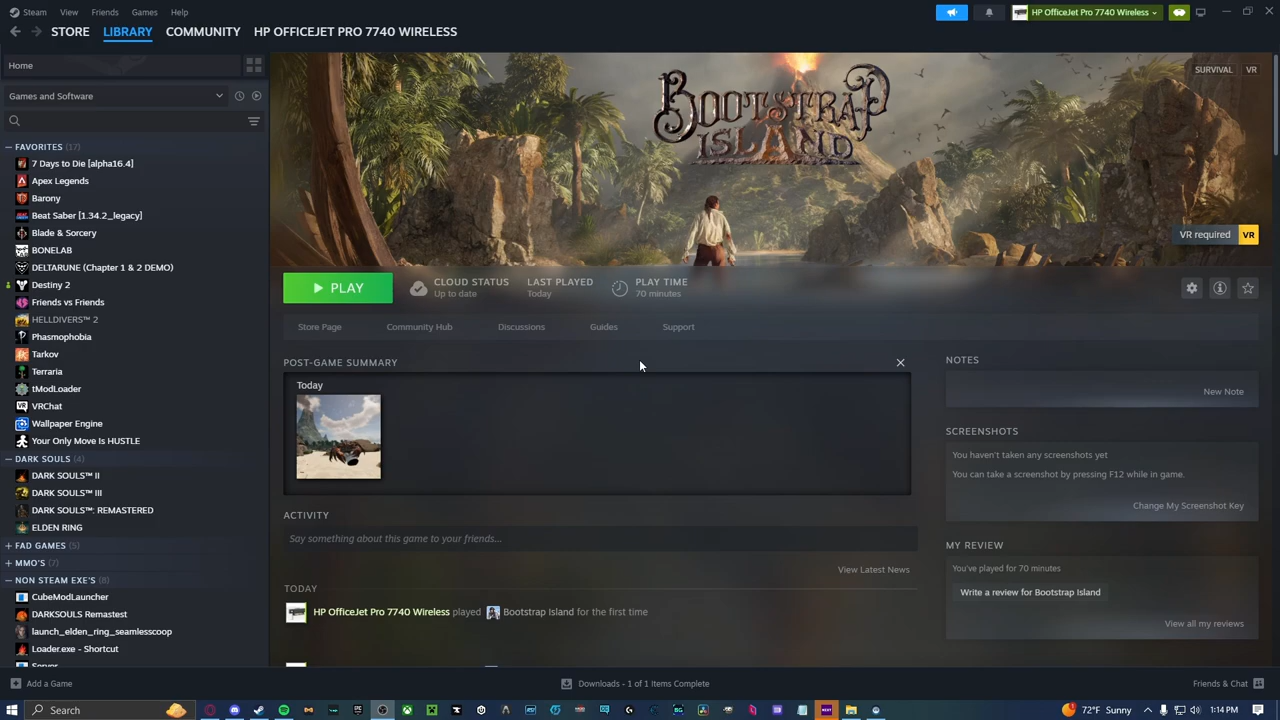 Steam View Friends Games Help
HP OfficeJet Pro 7740 Wireless
STORE LIBRARY COMMUNITY HP OFFICEJET PRO 7740 WIRELESS
Home
Games and Software
FAVORITES (17)
7 Days to Die [alpha16.4]
Apex Legends
Barony
Beat Saber [1.34.2_legacy]
Blade & Sorcery
BONELAB
DELTARUNE (Chapter 1 & 2 DEMO)
Destiny 2
Friends vs Friends
HELLDIVERS™ 2
Phasmophobia
Tarkov
Terraria
tModLoader
VRChat
Wallpaper Engine
Your Only Move Is HUSTLE
DARK SOULS (4)
DARK SOULS™ II
DARK SOULS™ III
DARK SOULS™: REMASTERED
ELDEN RING
FAD GAMES (5)
MMO'S (7)
NON STEAM EXE'S (8)
CubeModLauncher
DARKSOULS Remastest
launch_elden_ring_seamlesscoop
Loader.exe - Shortcut
Server
BOOTSTRAP
ISLAND
SURVIVAL VR
VR required VR
PLAY
CLOUD STATUS
Up to date
LAST PLAYED
Today
PLAY TIME
70 minutes
Store Page Community Hub Discussions Guides Support
POST-GAME SUMMARY
Today
ACTIVITY
Say something about this game to your friends...
View Latest News
TODAY
HP OfficeJet Pro 7740 Wireless played Bootstrap Island for the first time
NOTES
New Note
SCREENSHOTS
You haven't taken any screenshots yet
You can take a screenshot by pressing F12 while in game.
Change My Screenshot Key
MY REVIEW
You've played for 70 minutes
Write a review for Bootstrap Island
View all my reviews
Add a Game
Downloads - 1 of 1 Items Complete
Friends & Chat
Search
72°F Sunny
1:14 PM